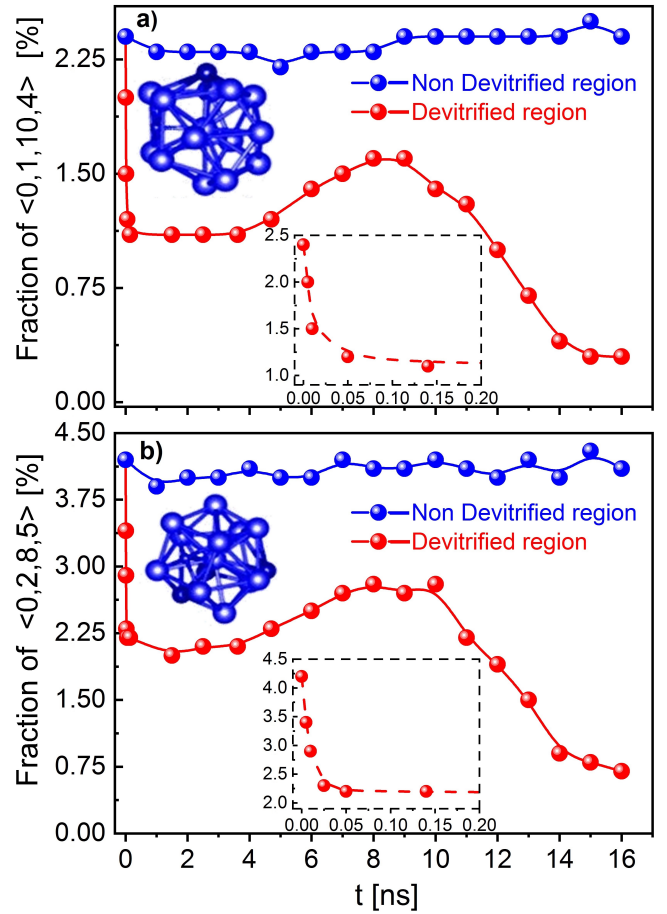 a)
Fraction of <0,1,10,4> [%]
2.25
1.50
0.75
0.00
Non Devitrified region
Devitrified region
2.5
2.0
1.5
1.0
0.00 0.05 0.10 0.15 0.20
b)
Fraction of <0,2,8,5> [%]
4.50
3.75
3.00
2.25
1.50
0.75
0.00
Non Devitrified region
Devitrified region
4.5
4.0
3.5
3.0
2.5
2.0
0.00 0.05 0.10 0.15 0.20
0 2 4 6 8 10 12 14 16
t [ns]